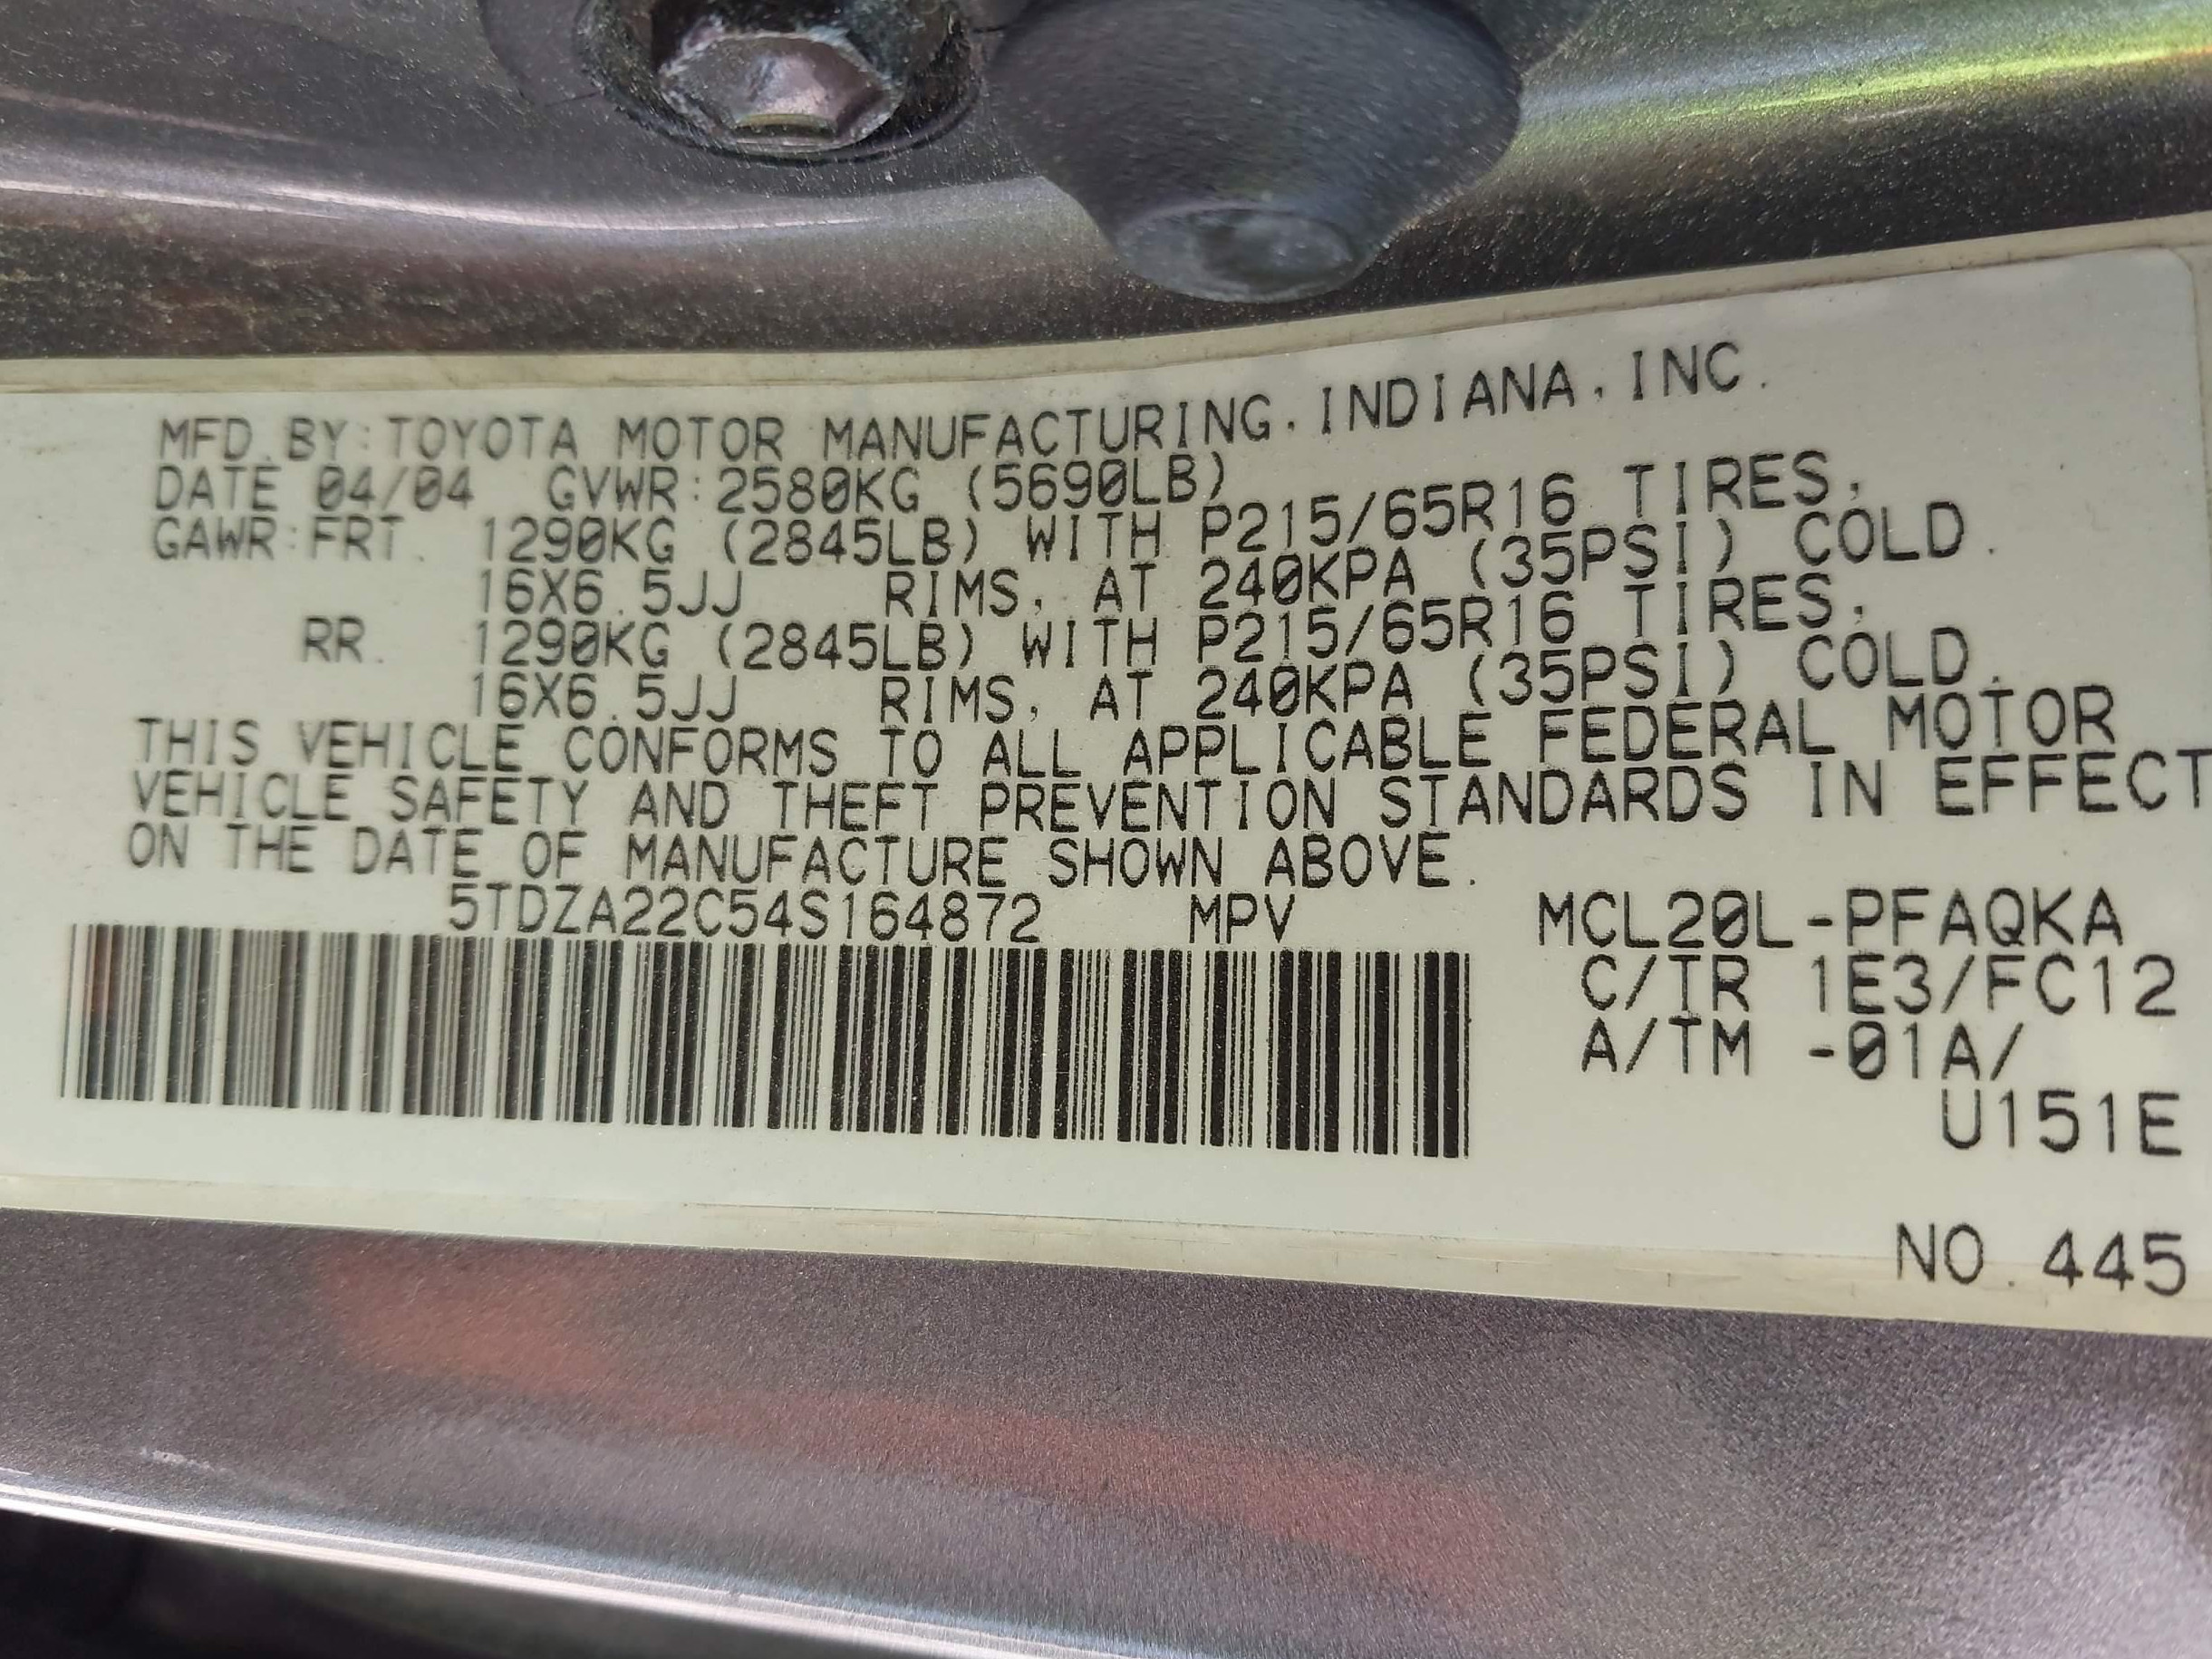 MFD.BY:TOYOTA MOTOR MANUFACTURING.INDIANA,INC.
DATE 04/04 GVWR:2580KG (5690LB)
GAWR:FRT. 1290KG (2845LB) WITH P215/65R16 TIRES,
16X6.5JJ RIMS, AT 240KPA (35PSI) COLD.
RR. 1290KG (2845LB) WITH P215/65R16 TIRES,
16X6.5JJ RIMS, AT 240KPA (35PSI) COLD.
THIS VEHICLE CONFORMS TO ALL APPLICABLE FEDERAL MOTOR
VEHICLE SAFETY AND THEFT PREVENTION STANDARDS IN EFFECT
ON THE DATE OF MANUFACTURE SHOWN ABOVE.
5TDZA22C54S164872 MPV MCL20L-PFAQKA
C/TR 1E3/FC12
A/TM -01A/
U151E
NO.445